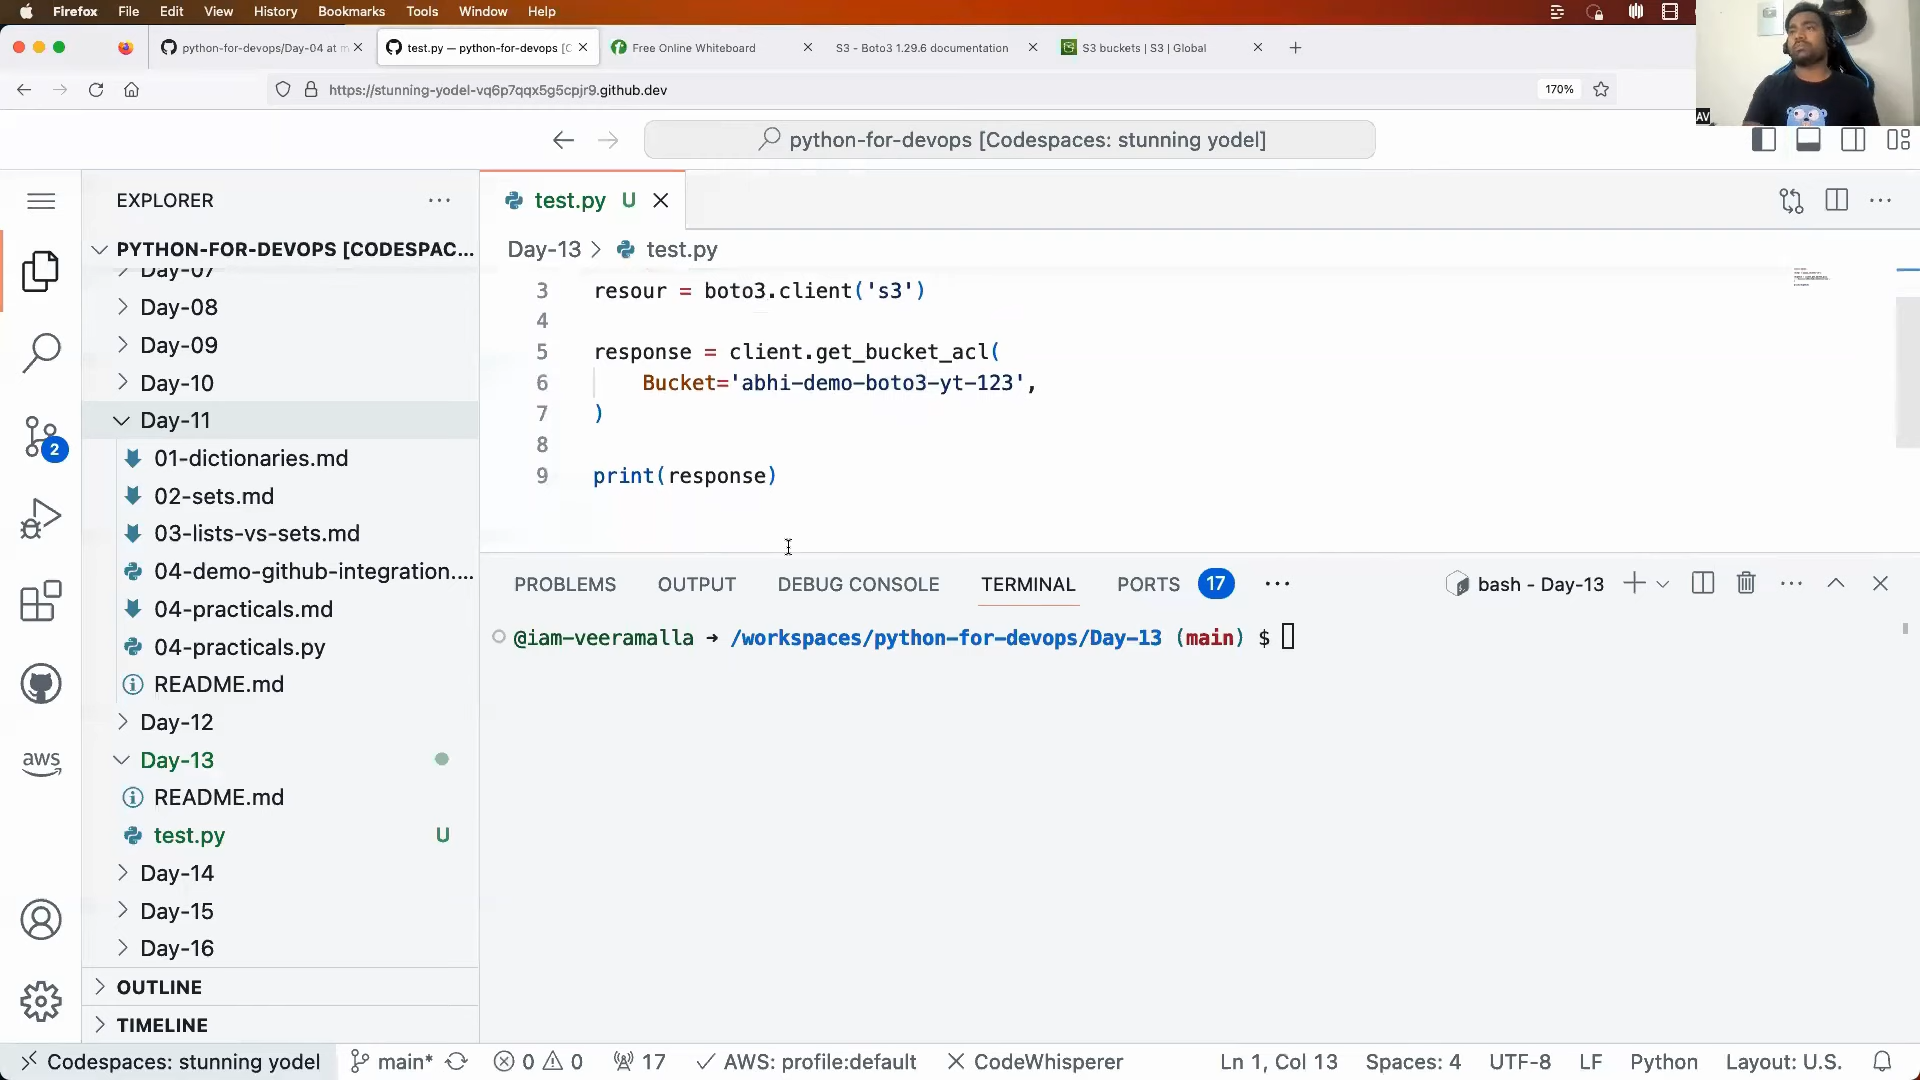 Firefox File Edit View History Bookmarks Tools Window Help
python-for-devops/Day-04 at m
test.py — python-for-devops [C
Free Online Whiteboard
S3 - Boto3 1.29.6 documentation
S3 buckets | S3 | Global
https://stunning-yodel-vq6p7qqx5g5cpjr9.github.dev
170%
AV
python-for-devops [Codespaces: stunning yodel]
EXPLORER
test.py U
PYTHON-FOR-DEVOPS [CODESPAC...
Day-13 > test.py
Day-07
Day-08
Day-09
Day-10
Day-11
01-dictionaries.md
02-sets.md
03-lists-vs-sets.md
04-demo-github-integration....
04-practicals.md
04-practicals.py
README.md
Day-12
Day-13
README.md
test.py U
Day-14
Day-15
Day-16
OUTLINE
TIMELINE
2
aws
3 resour = boto3.client('s3')
4
5 response = client.get_bucket_acl(
6 Bucket='abhi-demo-boto3-yt-123',
7 )
8
9 print(response)
PROBLEMS OUTPUT DEBUG CONSOLE TERMINAL PORTS 17
bash - Day-13
@iam-veeramalla → /workspaces/python-for-devops/Day-13 (main) $
Codespaces: stunning yodel main* 0 0 17 AWS: profile:default CodeWhisperer Ln 1, Col 13 Spaces: 4 UTF-8 LF Python Layout: U.S.